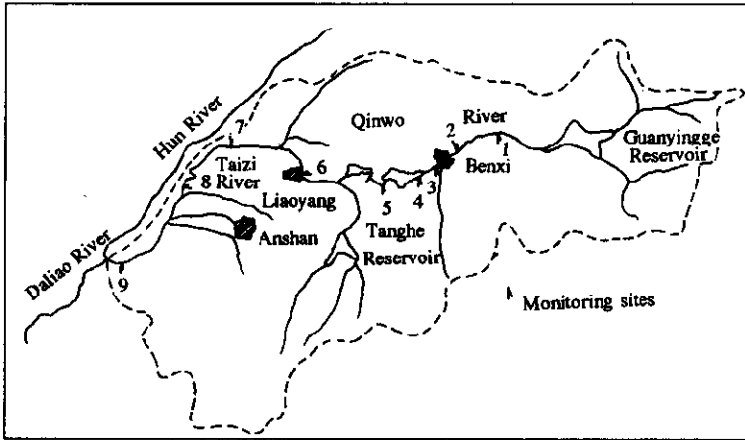 Hun River
7
Qinwo
River
2
1
Guanyingge
Reservoir
Taizi
River
6
Benxi
3
8
Liaoyang
5
4
Anshan
Tanghe
Reservoir
Daliao River
9
Monitoring sites